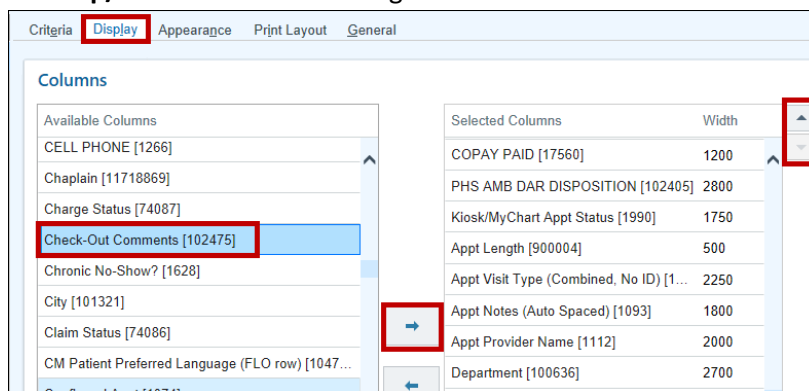 Criteria Display Appearance Print Layout General
Columns
Available Columns
CELL PHONE [1266]
Chaplain [11718869]
Charge Status [74087]
Check-Out Comments [102475]
Chronic No-Show? [1628]
City [101321]
Claim Status [74086]
CM Patient Preferred Language (FLO row) [1047...
Selected Columns Width
COPAY PAID [17560] 1200
PHS AMB DAR DISPOSITION [102405] 2800
Kiosk/MyChart Appt Status [1990] 1750
Appt Length [900004] 500
Appt Visit Type (Combined, No ID) [1... 2250
Appt Notes (Auto Spaced) [1093] 1800
Appt Provider Name [1112] 2000
Department [100636] 2700